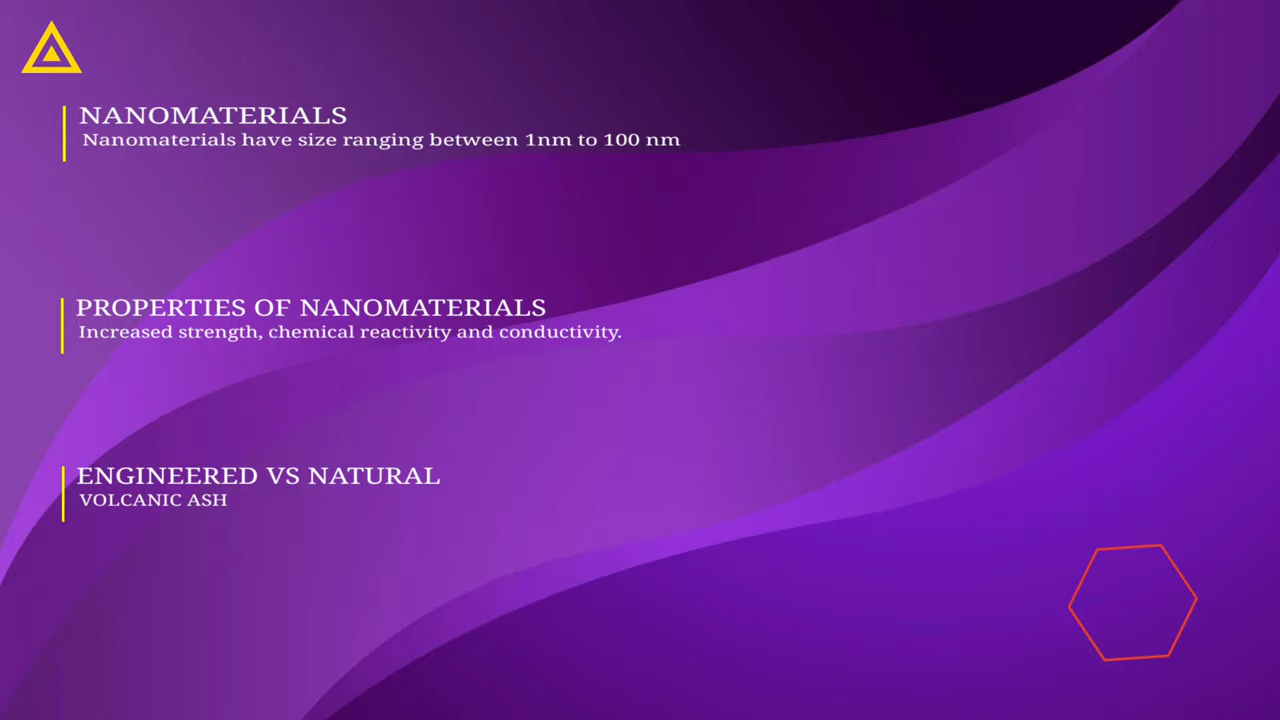 NANOMATERIALS
Nanomaterials have size ranging between 1nm to 100 nm
PROPERTIES OF NANOMATERIALS
Increased strength, chemical reactivity and conductivity.
ENGINEERED VS NATURAL
VOLCANIC ASH